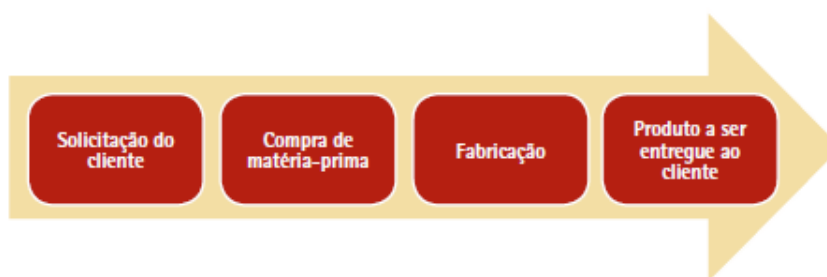 Solicitação do
cliente
Compra de
matéria-prima
Fabricação
Produto a ser
entregue ao
cliente